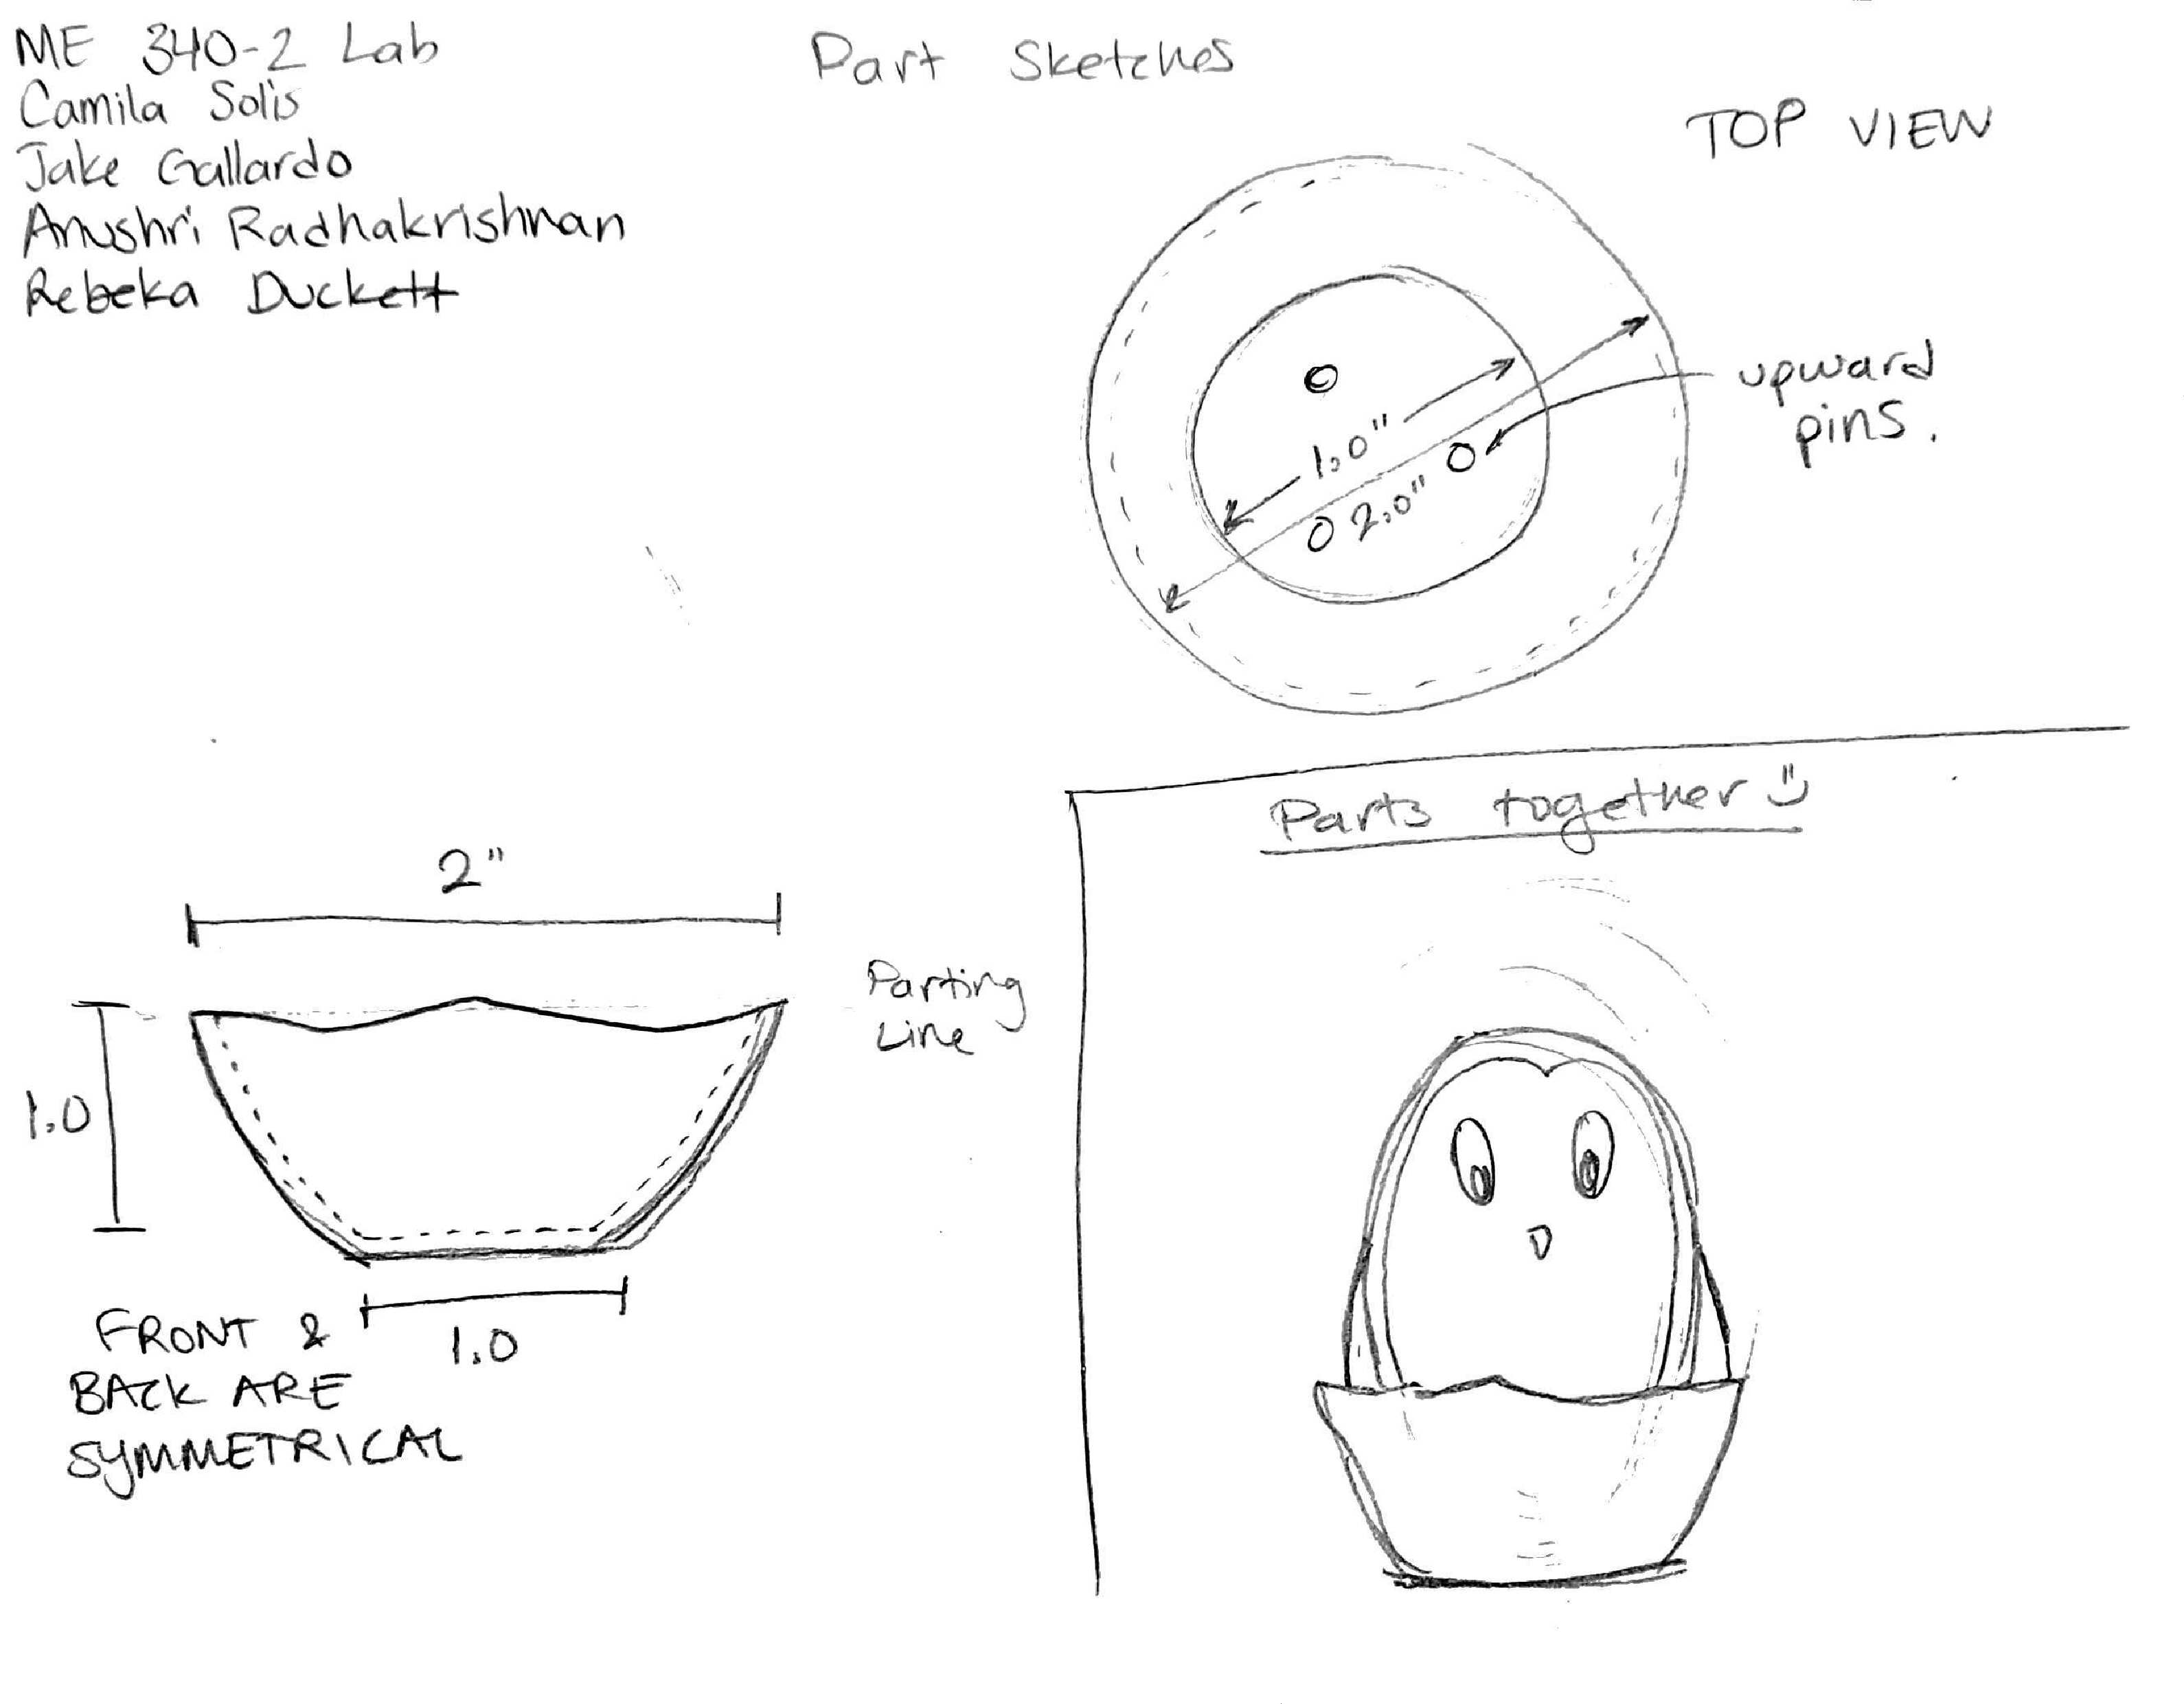 ME 340-2 Lab
Camila Solis
Jake Gallardo
Anushri Radhakrishnan
Rebeka Duckett
Part Sketches
TOP VIEW
1.0"
2.0"
upward
pins.
2"
Parting
Line
1.0
1.0
FRONT &
BACK ARE
SYMMETRICAL
Parts together